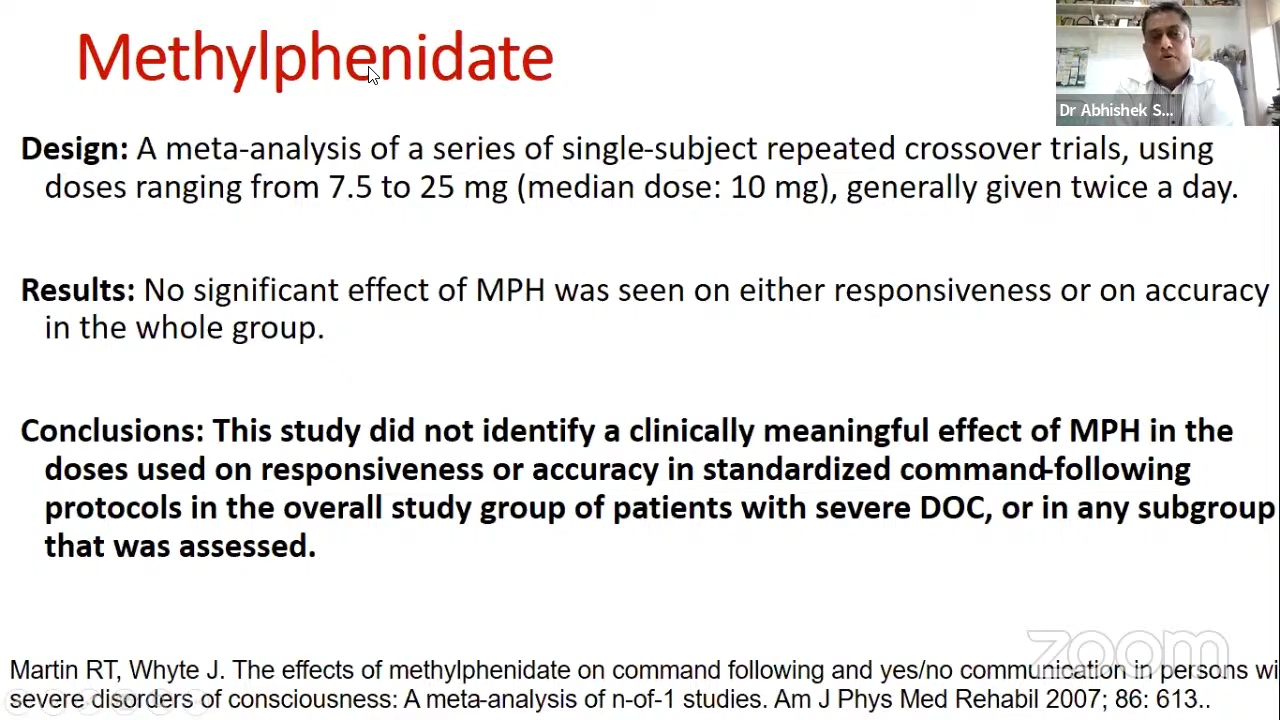 Methylphenidate
Dr Abhishek S...
Design: A meta-analysis of a series of single-subject repeated crossover trials, using
doses ranging from 7.5 to 25 mg (median dose: 10 mg), generally given twice a day.
Results: No significant effect of MPH was seen on either responsiveness or on accuracy
in the whole group.
Conclusions: This study did not identify a clinically meaningful effect of MPH in the
doses used on responsiveness or accuracy in standardized command-following
protocols in the overall study group of patients with severe DOC, or in any subgroup
that was assessed.
zoom
Martin RT, Whyte J. The effects of methylphenidate on command following and yes/no communication in persons wi
severe disorders of consciousness: A meta-analysis of n-of-1 studies. Am J Phys Med Rehabil 2007; 86: 613..